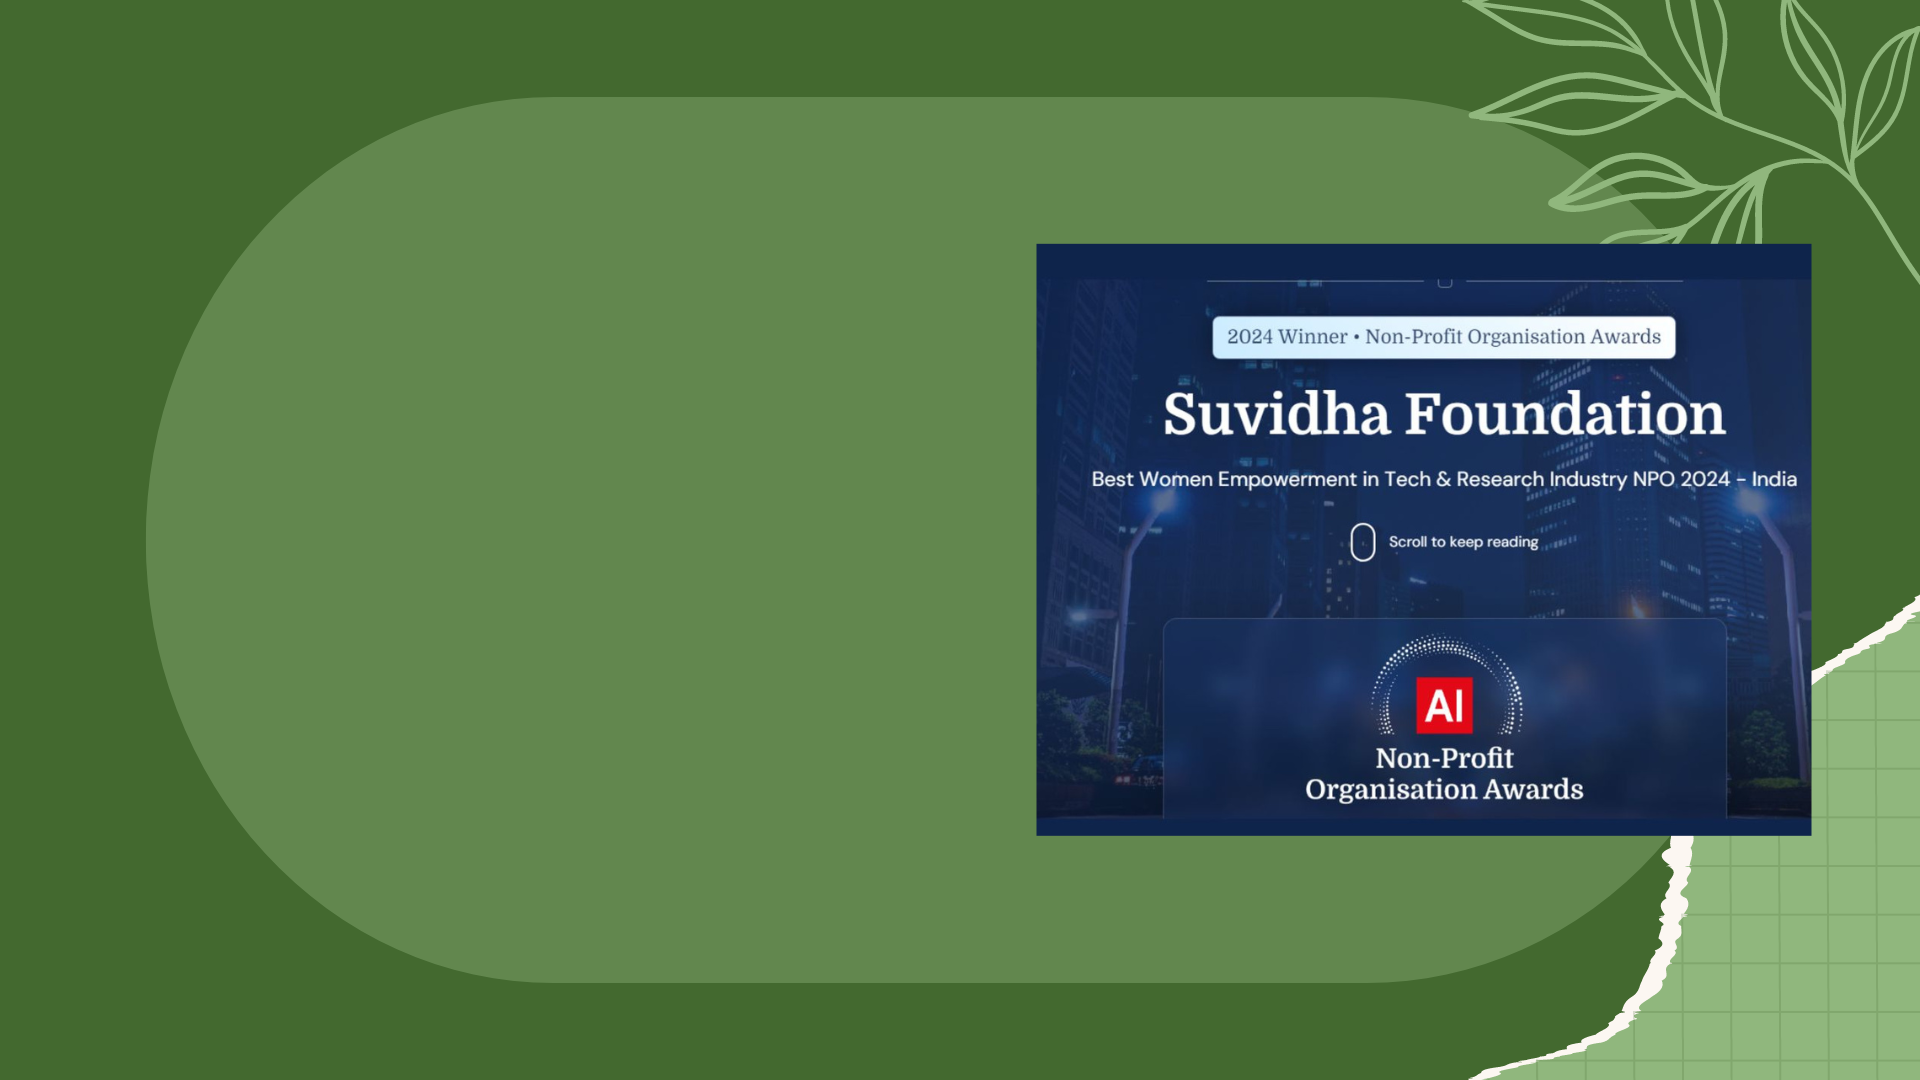 2024 Winner • Non-Profit Organisation Awards
Suvidha Foundation
Best Women Empowerment in Tech & Research Industry NPO 2024 - India
Scroll to keep reading
AI
Non-Profit
Organisation Awards